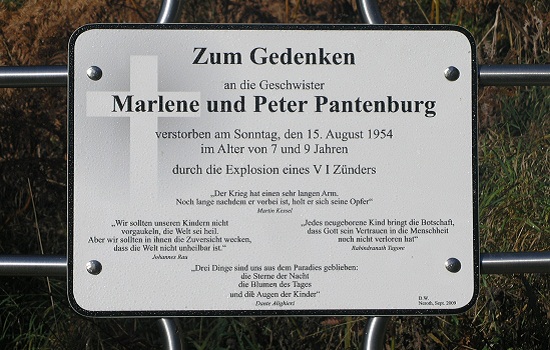 Zum Gedenken
an die Geschwister
Marlene und Peter Pantenburg
verstorben am Sonntag, den 15. August 1954
im Alter von 7 und 9 Jahren
durch die Explosion eines V I Zünders
„Der Krieg hat einen sehr langen Arm.
Noch lange nachdem er vorbei ist, holt er sich seine Opfer“
Martin Kessel
„Wir sollten unseren Kindern nicht
vorgaukeln, die Welt sei heil.
Aber wir sollten in ihnen die Zuversicht wecken,
dass die Welt nicht unheilbar ist.“
Johannes Rau
„Jedes neugeborene Kind bringt die Botschaft,
dass Gott sein Vertrauen in die Menschheit
noch nicht verloren hat“
Rabindranath Tagore
„Drei Dinge sind uns aus dem Paradies geblieben:
die Sterne der Nacht
die Blumen des Tages
und die Augen der Kinder“
Dante Alighieri
D.W.
Neroth, Sept. 2009